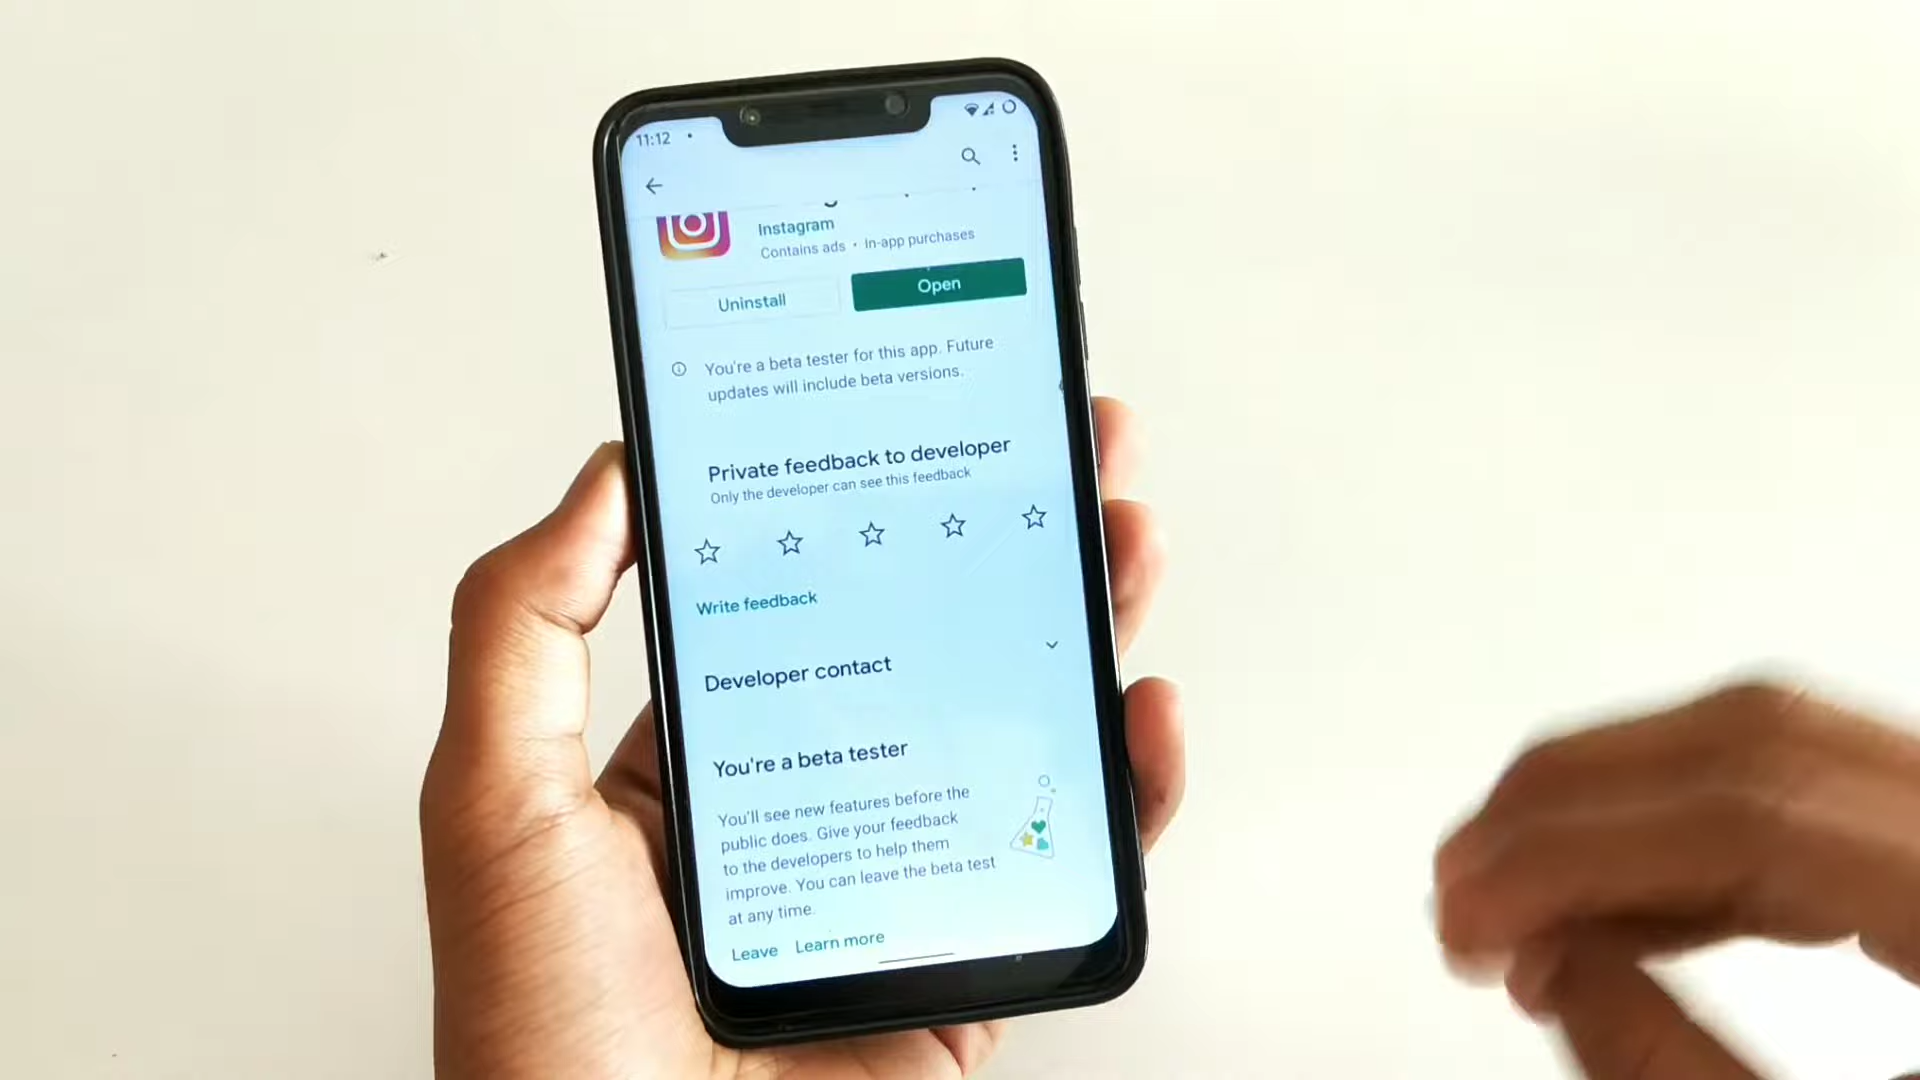 11:12
Instagram
Contains ads • In-app purchases
Uninstall
Open
You're a beta tester for this app. Future
updates will include beta versions.
Private feedback to developer
Only the developer can see this feedback
Write feedback
Developer contact
You're a beta tester
You'll see new features before the
public does. Give your feedback
to the developers to help them
improve. You can leave the beta test
at any time.
Leave Learn more